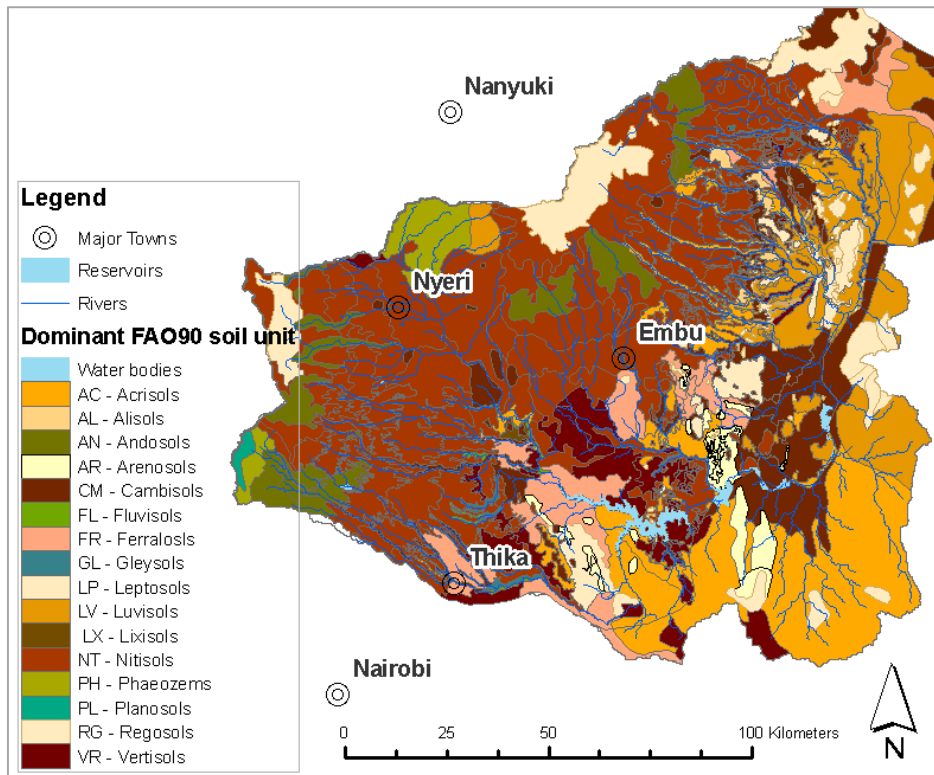 Nanyuki
Legend
Major Towns
Reservoirs
Rivers
Dominant FAO90 soil unit
Water bodies
AC - Acrisols
AL - Alisols
AN - Andosols
AR - Arenosols
CM - Cambisols
FL - Fluvisols
FR - Ferralosls
GL - Gleysols
LP - Leptosols
LV - Luvisols
LX - Lixisols
NT - Nitisols
PH - Phaeozems
PL - Planosols
RG - Regosols
VR - Vertisols
Nyeri
Embu
Thika
Nairobi
0 25 50 100 Kilometers
N